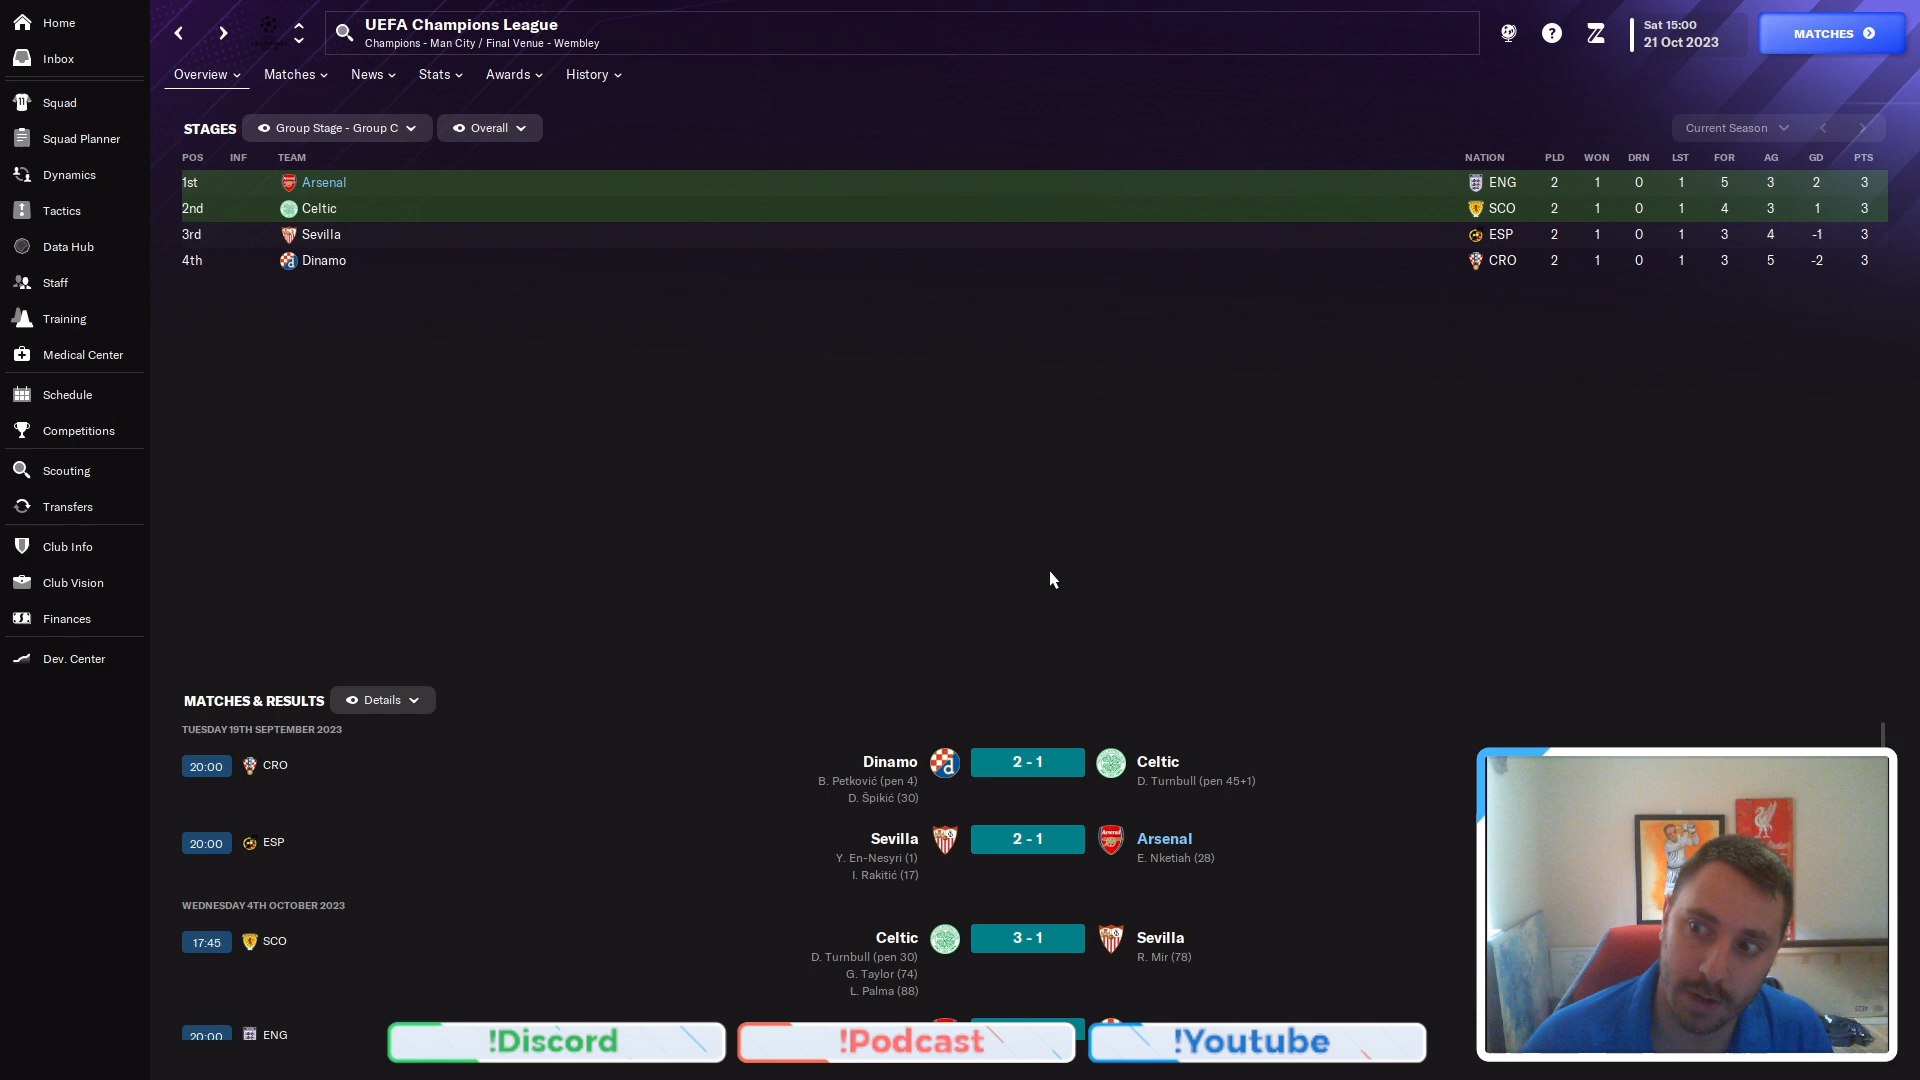 Home
Inbox
Squad
Squad Planner
Dynamics
Tactics
Data Hub
Staff
Training
Medical Center
Schedule
Competitions
Scouting
Transfers
Club Info
Club Vision
Finances
Dev. Center
UEFA Champions League
Champions - Man City / Final Venue - Wembley
Sat 15:00
21 Oct 2023
MATCHES
Overview Matches News Stats Awards History
STAGES Group Stage - Group C Overall Current Season
POS INF TEAM NATION PLD WON DRN LST FOR AG GD PTS
1st Arsenal ENG 2 1 0 1 5 3 2 3
2nd Celtic SCO 2 1 0 1 4 3 1 3
3rd Sevilla ESP 2 1 0 1 3 4 -1 3
4th Dinamo CRO 2 1 0 1 3 5 -2 3
MATCHES & RESULTS Details
TUESDAY 19TH SEPTEMBER 2023
20:00 CRO Dinamo 2 - 1 Celtic
B. Petković (pen 4) D. Turnbull (pen 45+1)
D. Špikić (30)
20:00 ESP Sevilla 2 - 1 Arsenal
Y. En-Nesyri (1) E. Nketiah (28)
I. Rakitić (17)
WEDNESDAY 4TH OCTOBER 2023
17:45 SCO Celtic 3 - 1 Sevilla
D. Turnbull (pen 30) R. Mir (78)
G. Taylor (74)
L. Palma (88)
20:00 ENG
!Discord !Podcast !Youtube